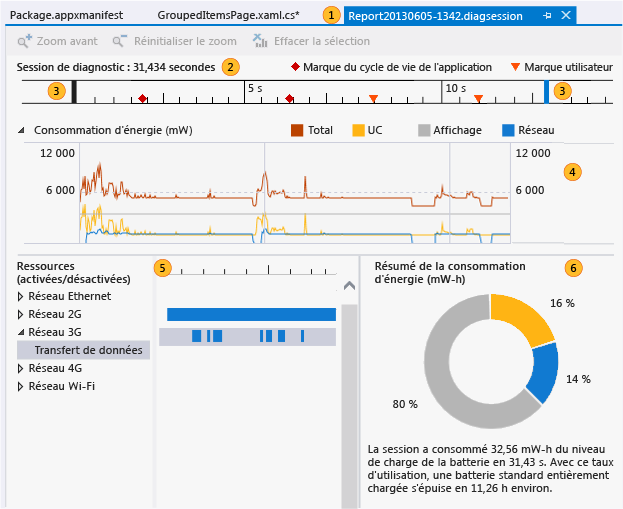 Package.appxmanifest GroupedItemsPage.xaml.cs* 1 Report20130605-1342.diagsession
Zoom avant Réinitialiser le zoom Effacer la sélection
Session de diagnostic : 31,434 secondes 2 Marque du cycle de vie de l'application Marque utilisateur
3 5 s 10 s 3
Consommation d'énergie (mW) Total UC Affichage Réseau
12 000 12 000
4
6 000 6 000
Ressources
(activées/désactivées)
5
Réseau Ethernet
Réseau 2G
Réseau 3G
Transfert de données
Réseau 4G
Réseau Wi-Fi
Résumé de la consommation
d'énergie (mW-h)
6
16 %
14 %
80 %
La session a consommé 32,56 mW-h du niveau
de charge de la batterie en 31,43 s. Avec ce taux
d'utilisation, une batterie standard entièrement
chargée s'épuise en 11,26 h environ.